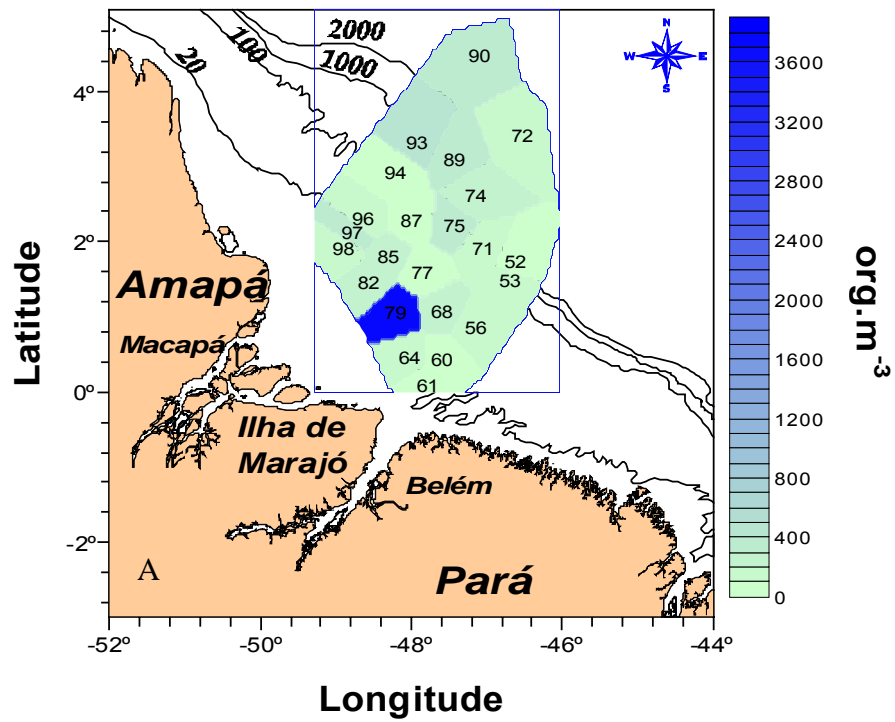 2000
1000
100
20
N
W E
S
90
72
93
89
94
74
96
87
75
97
98
85
71
77
52
82
53
79
68
56
64
60
61
Amapá
Macapá
Ilha de
Marajó
Belém
Pará
A
4º
2º
0º
-2º
-52º -50º -48º -46º -44º
Latitude
Longitude
3600
3200
2800
2400
2000
1600
1200
800
400
0
org.m-3